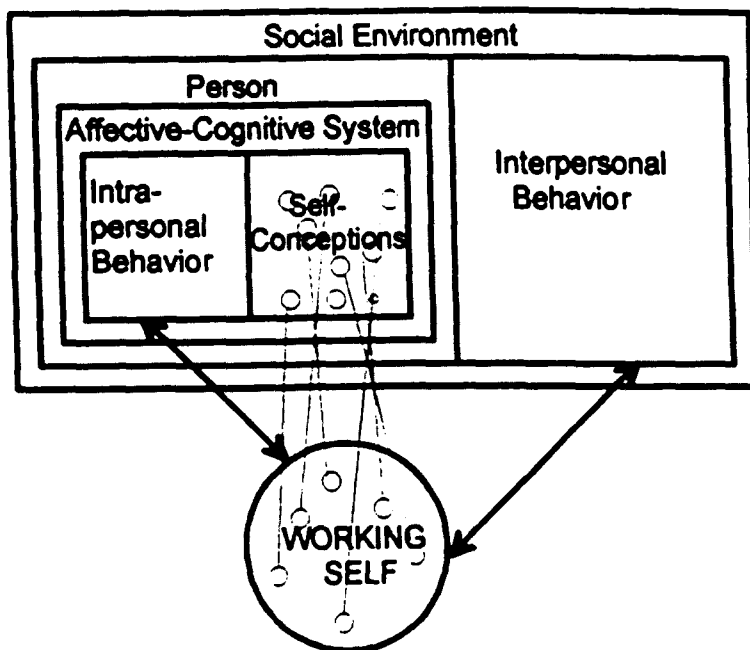 Social Environment
Person
Affective-Cognitive System
Intra-
personal
Behavior
Self-
Conceptions
Interpersonal
Behavior
WORKING
SELF